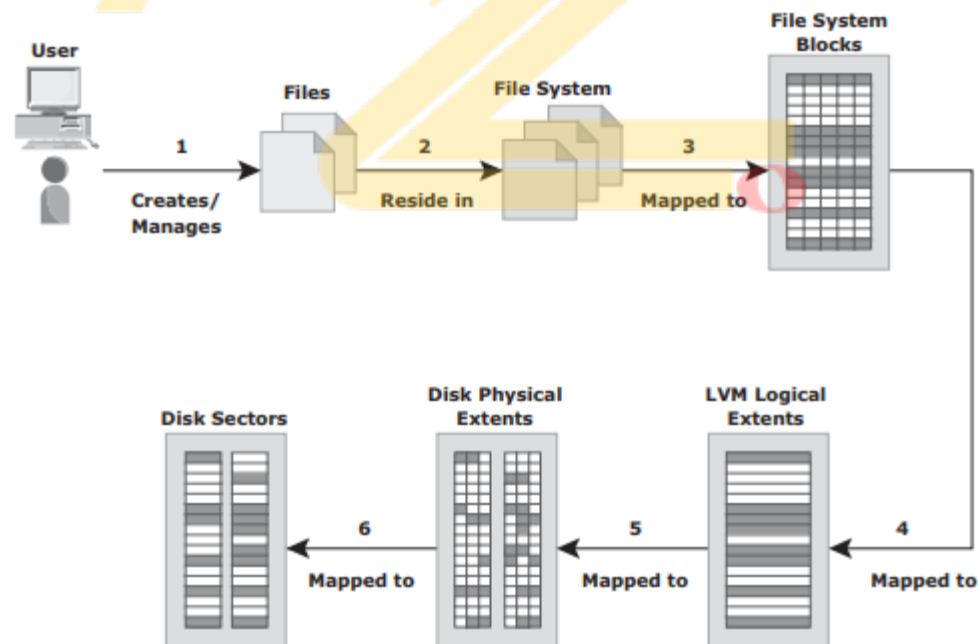 User
Files
File System
File System
Blocks
1
2
3
Creates/
Manages
Reside in
Mapped to
Disk Sectors
Disk Physical
Extents
LVM Logical
Extents
6
5
4
Mapped to
Mapped to
Mapped to